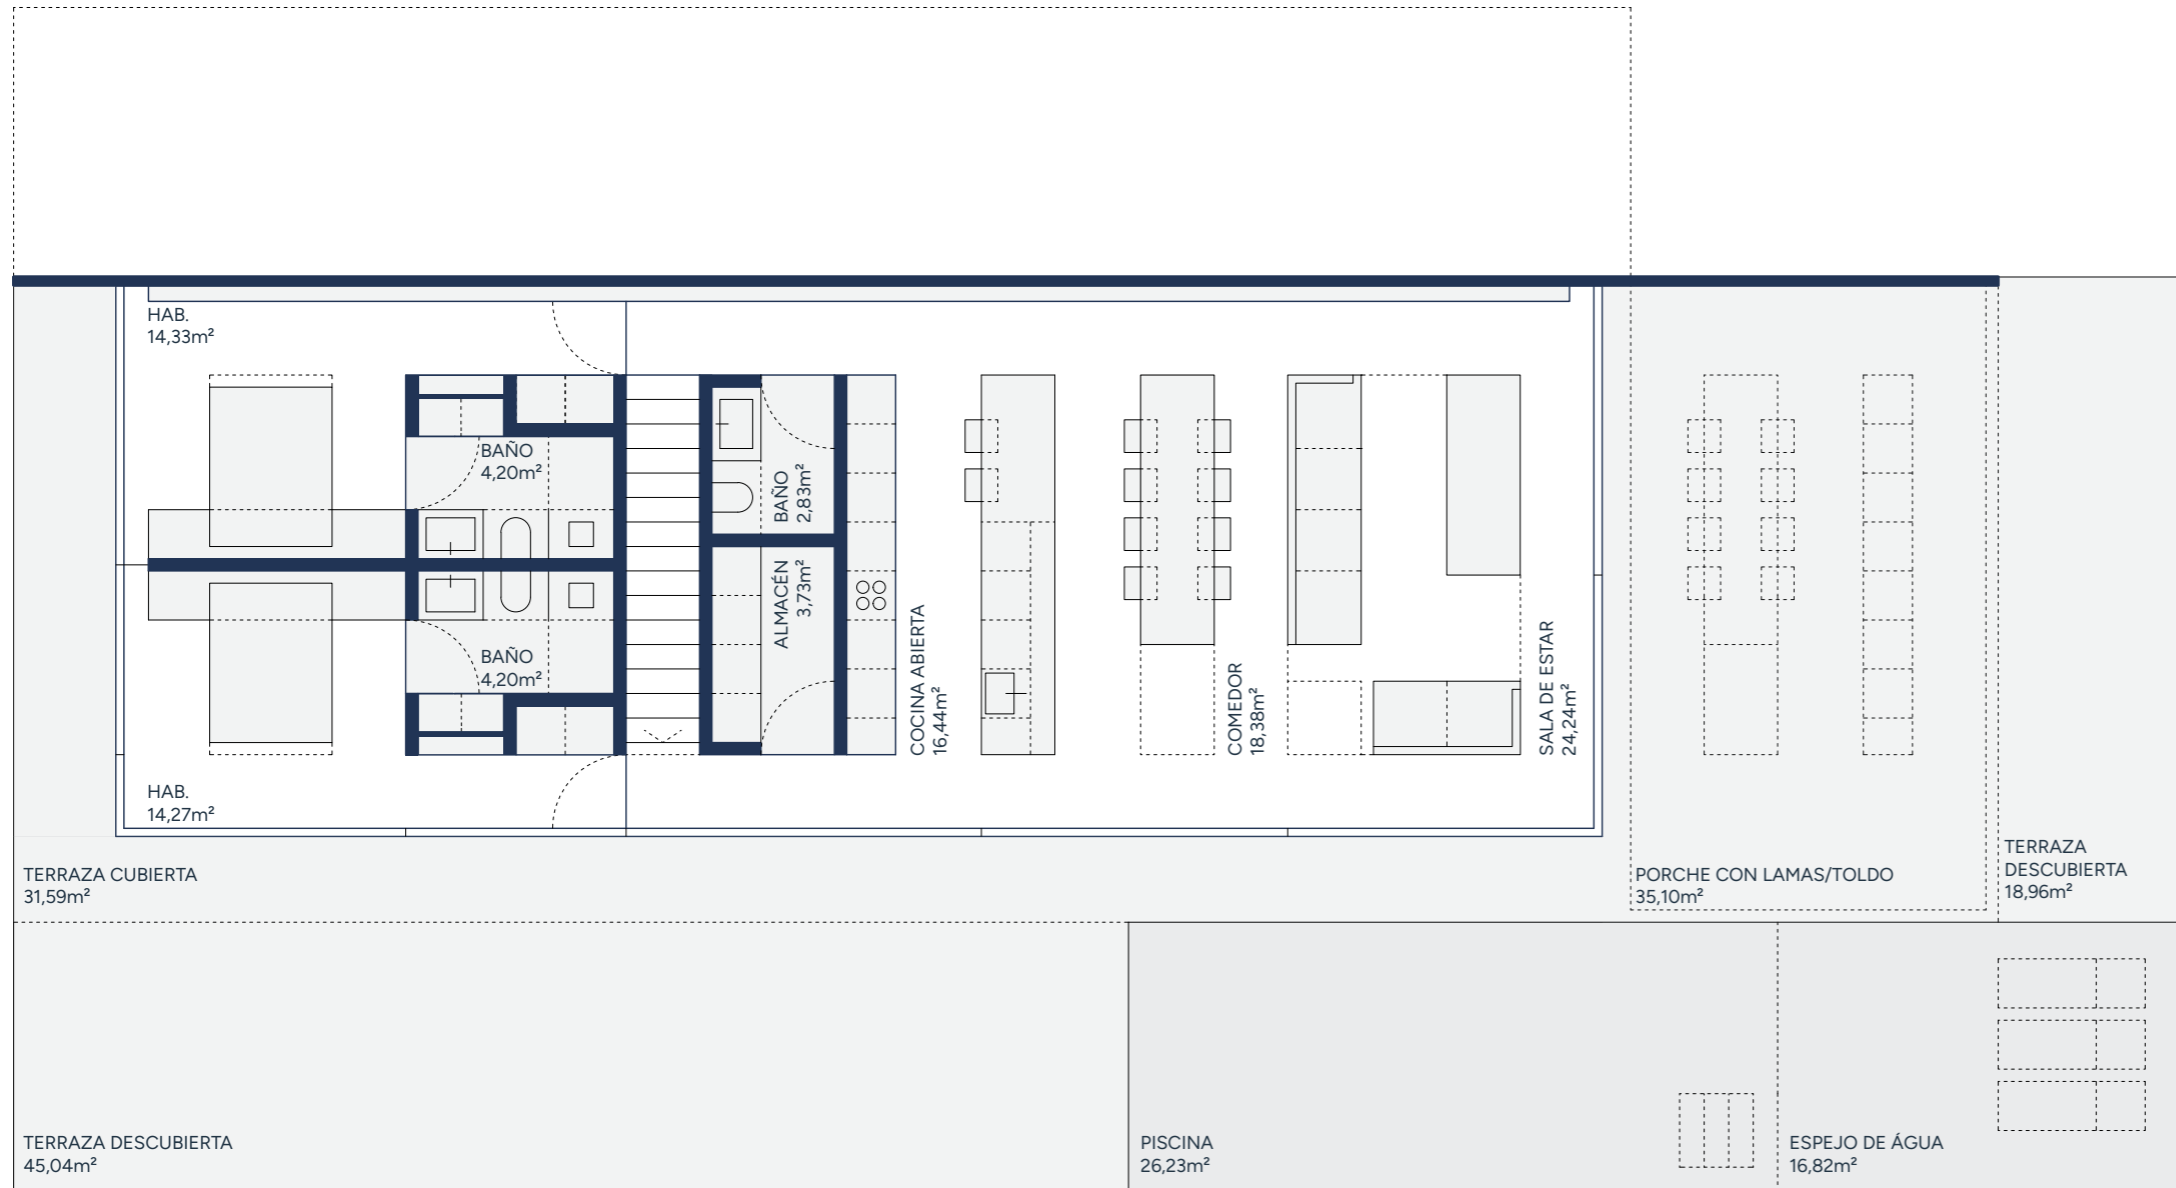 HAB.
14,33m²
BAÑO
4,20m²
BAÑO
2,83m²
ALMACÉN
3,73m²
BAÑO
4,20m²
COCINA ABIERTA
16,44m²
COMEDOR
18,38m²
SALA DE ESTAR
24,24m²
HAB.
14,27m²
TERRAZA CUBIERTA
31,59m²
PORCHE CON LAMAS/TOLDO
35,10m²
TERRAZA
DESCUBIERTA
18,96m²
TERRAZA DESCUBIERTA
45,04m²
PISCINA
26,23m²
ESPEJO DE ÁGUA
16,82m²